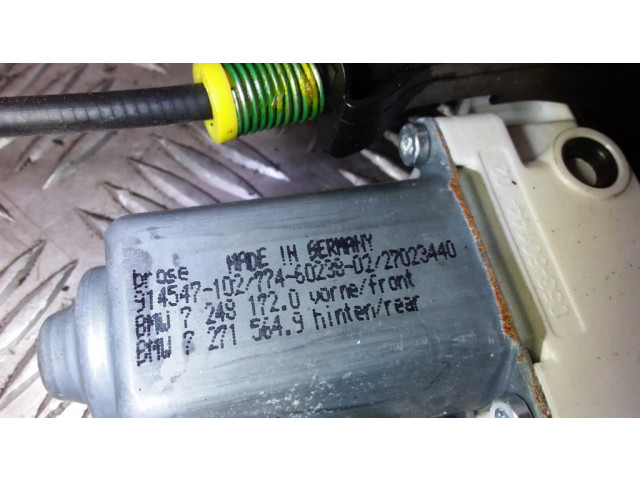 brose MADE IN GERMANY
914547-102/774-60238-02/27023440
BMW 7 248 172.0 vorne/front
BMW 7 271 564.9 hinten/rear